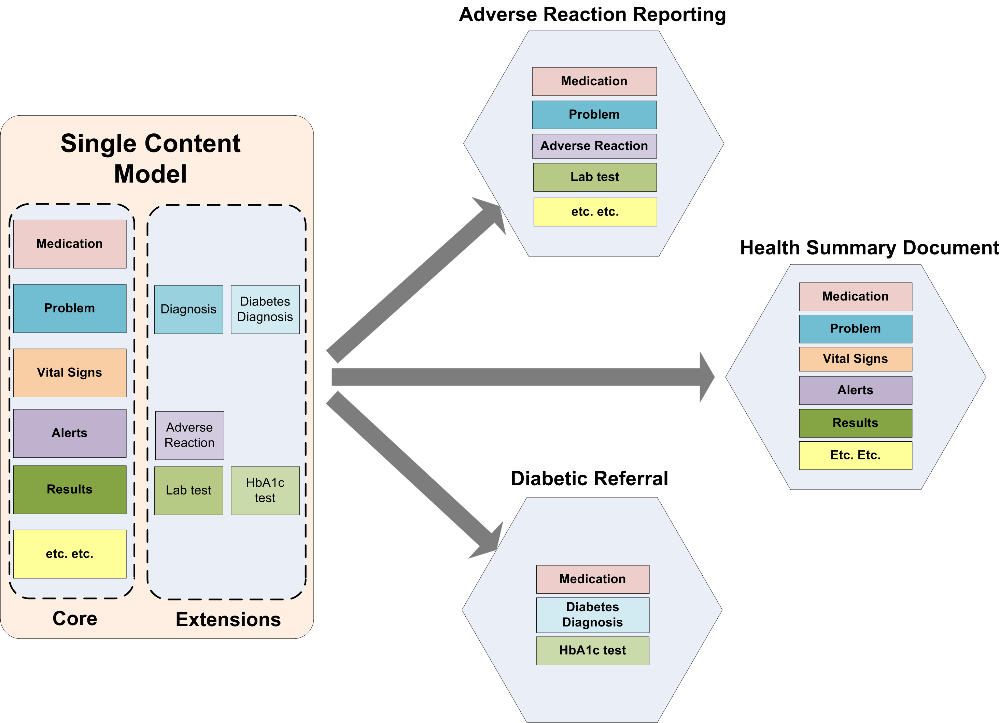 Adverse Reaction Reporting
Medication
Problem
Adverse Reaction
Lab test
etc. etc.
Single Content
Model
Medication
Problem
Vital Signs
Alerts
Results
etc. etc.
Core
Diagnosis
Diabetes
Diagnosis
Adverse
Reaction
Lab test
HbA1c
test
Extensions
Health Summary Document
Medication
Problem
Vital Signs
Alerts
Results
Etc. Etc.
Diabetic Referral
Medication
Diabetes
Diagnosis
HbA1c test